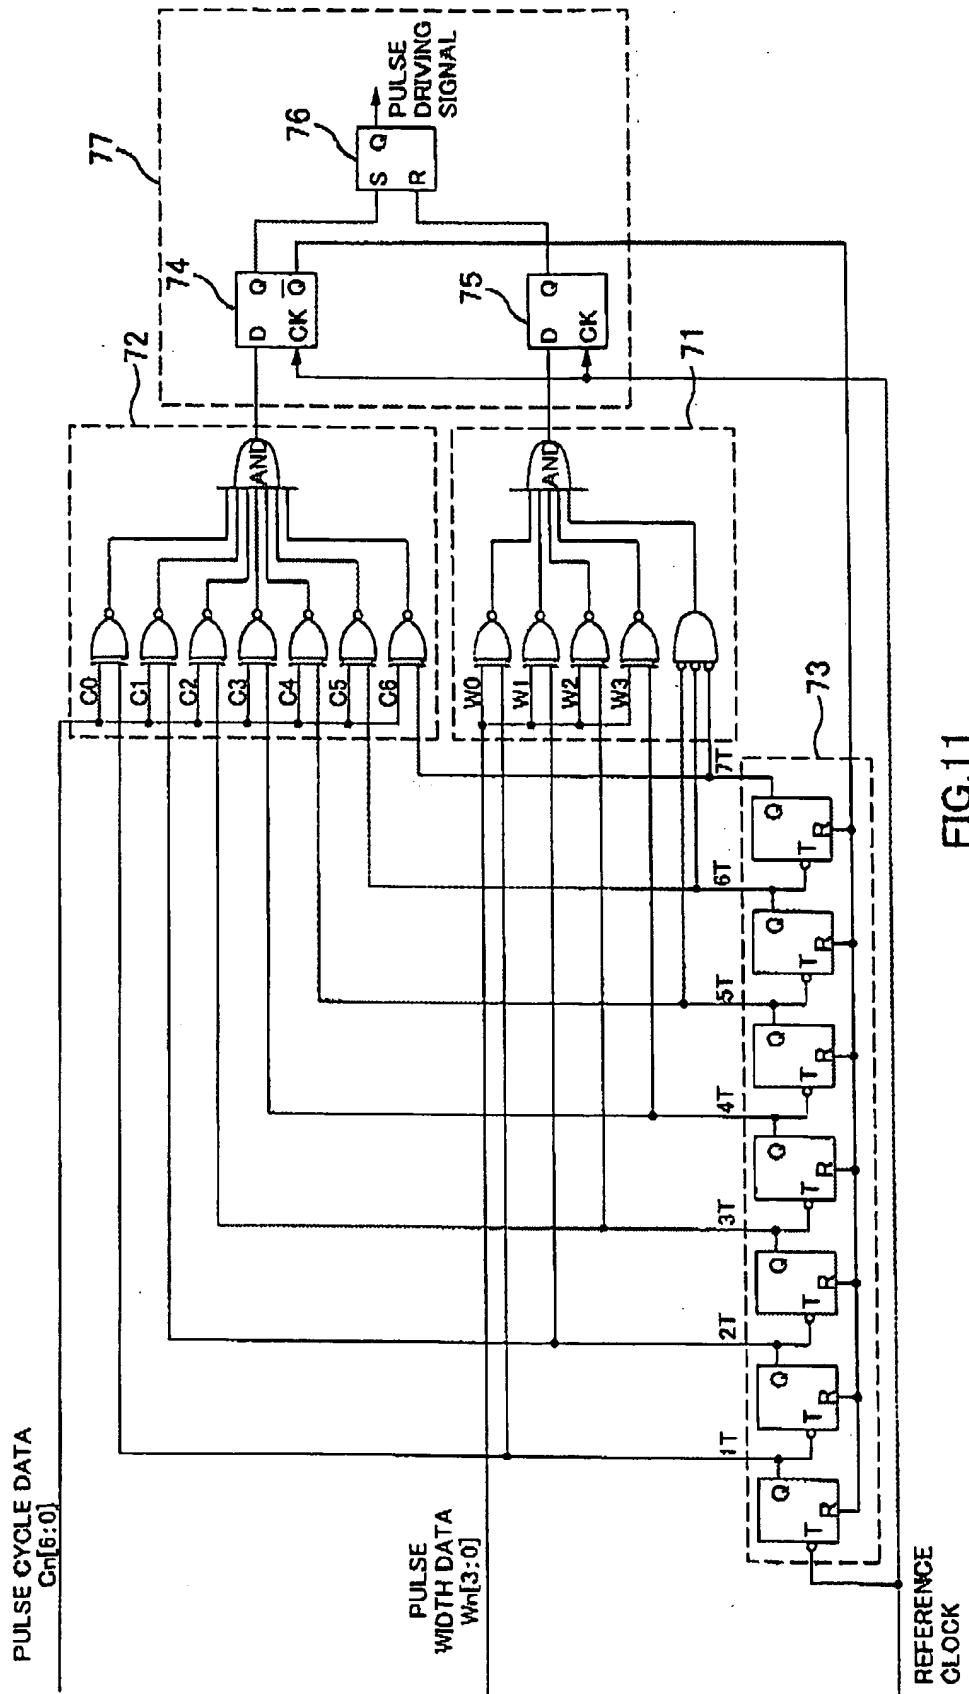 PULSE CYCLE DATA
Cn[6:0]
C0
C1
C2
C3
C4
C5
C6
AND
72
77
74
D
Q
CK
Q
76
S
Q
R
PULSE
DRIVING
SIGNAL
PULSE
WIDTH DATA
Wn[3:0]
W0
W1
W2
W3
AND
71
75
D
Q
CK
1T
2T
3T
4T
5T
6T
7T
73
Q
T
R
Q
T
R
Q
T
R
Q
T
R
Q
T
R
Q
T
R
Q
T
R
REFERENCE
CLOCK
FIG.11